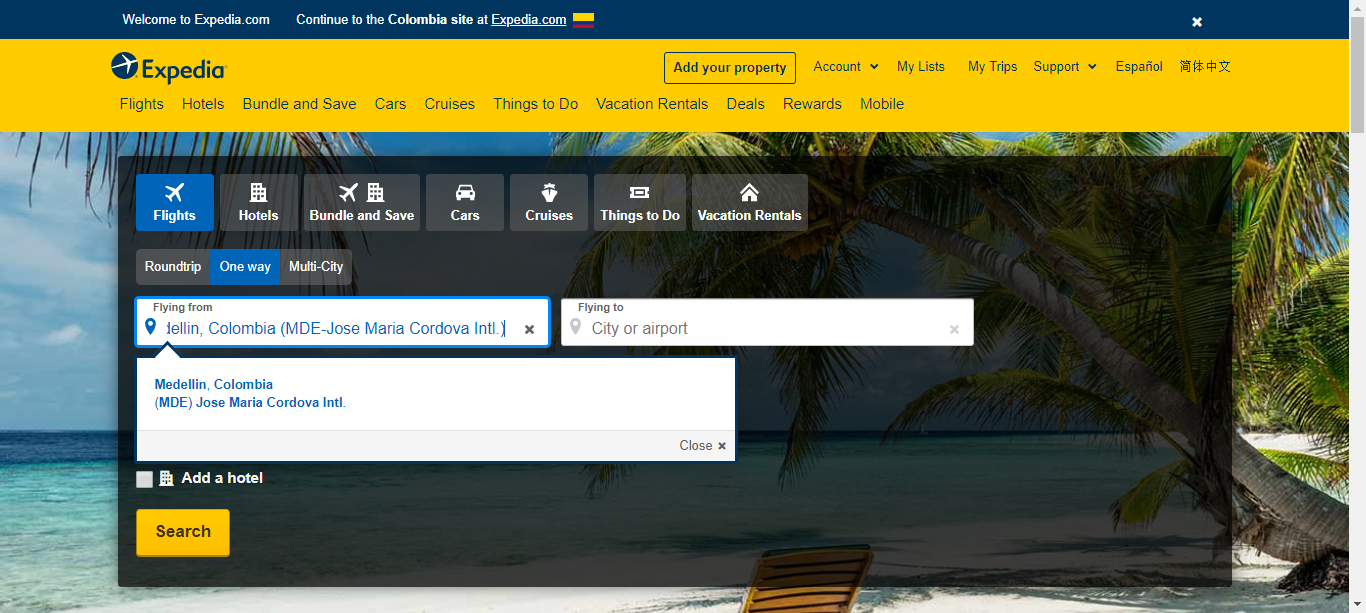 Welcome to Expedia.com Continue to the Colombia site at Expedia.com
Expedia
Add your property Account My Lists My Trips Support Español 简体中文
Flights Hotels Bundle and Save Cars Cruises Things to Do Vacation Rentals Deals Rewards Mobile
Flights Hotels Bundle and Save Cars Cruises Things to Do Vacation Rentals
Roundtrip One way Multi-City
Flying from
dellin, Colombia (MDE-Jose Maria Cordova Intl.)
Flying to
City or airport
Medellin, Colombia
(MDE) Jose Maria Cordova Intl.
Close
Add a hotel
Search